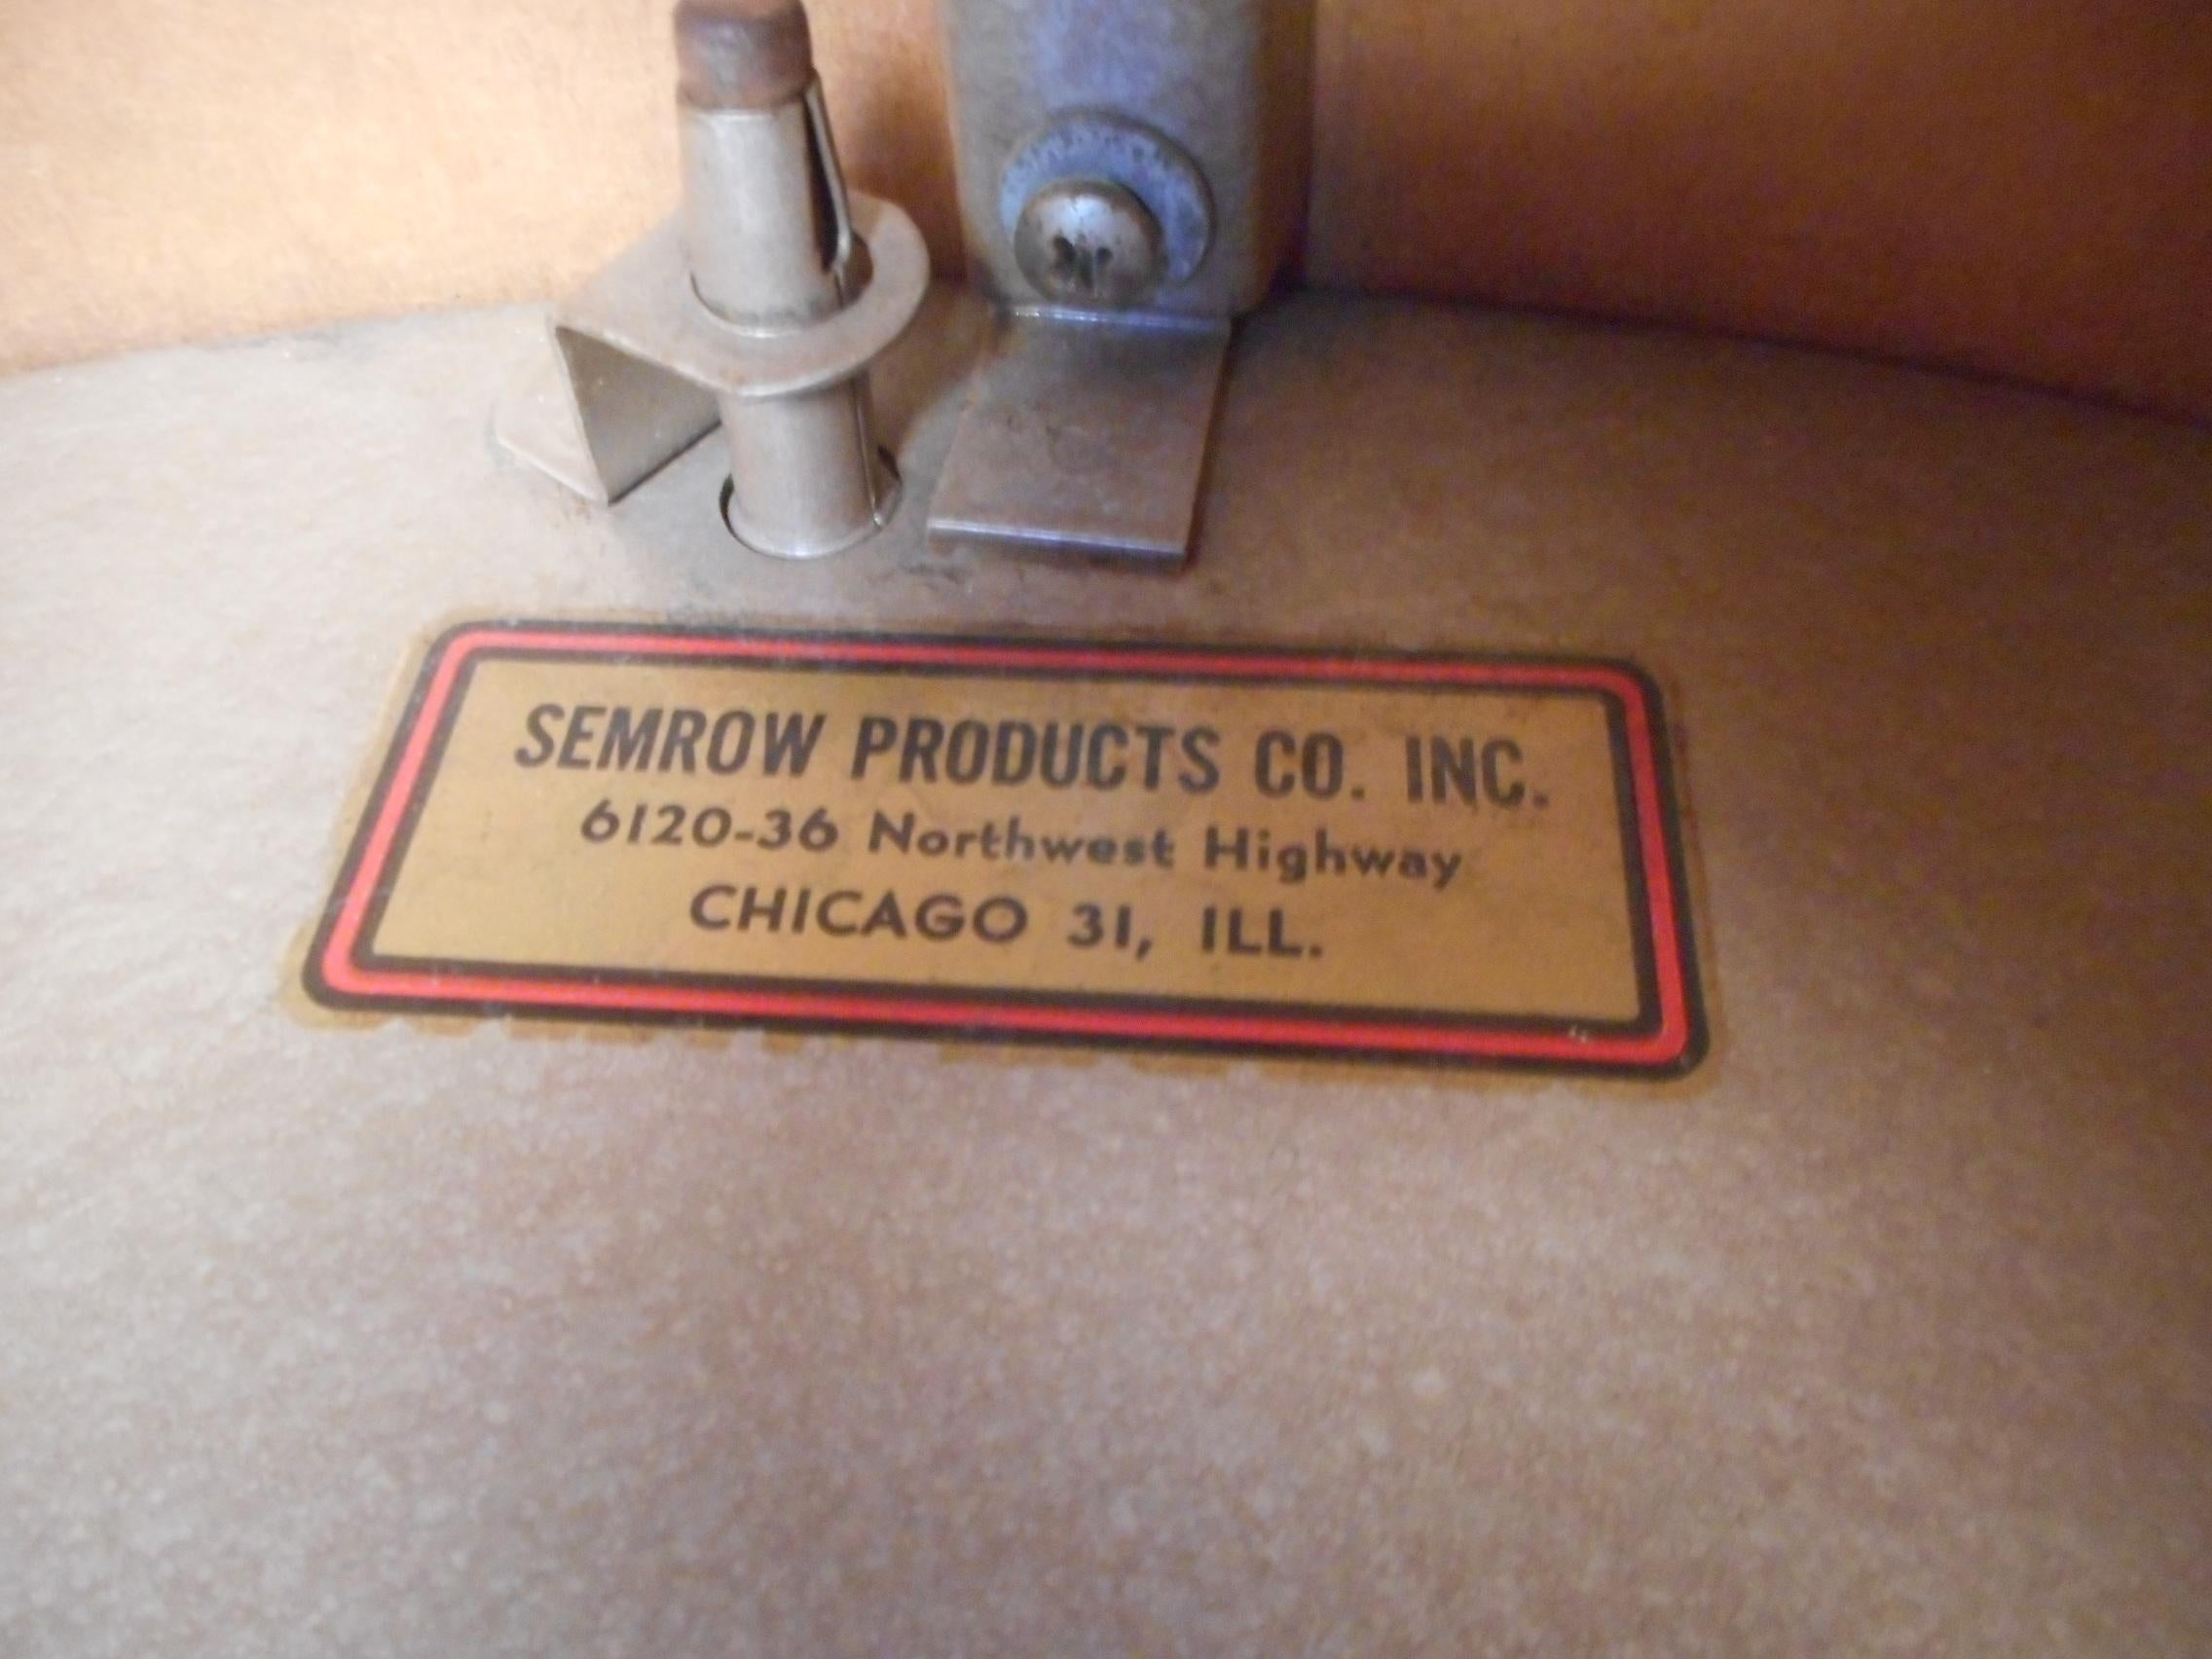 SEMROW PRODUCTS CO. INC.
6120-36 Northwest Highway
CHICAGO 31, ILL.